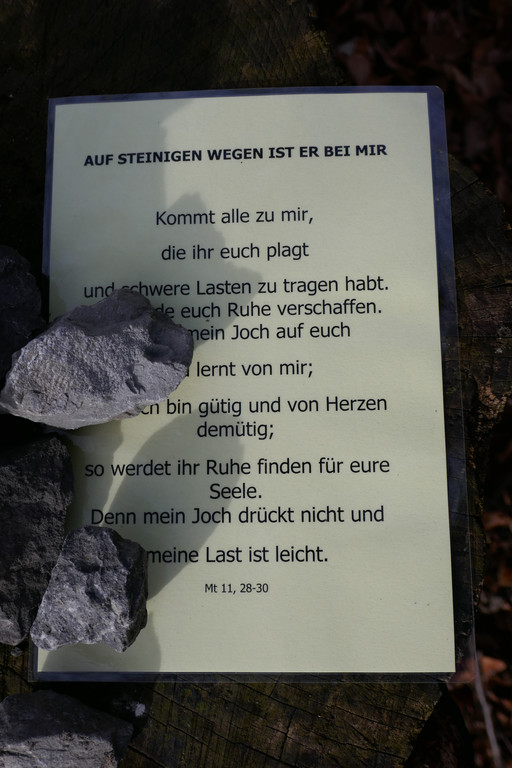 AUF STEINIGEN WEGEN IST ER BEI MIR
Kommt alle zu mir,
die ihr euch plagt
und schwere Lasten zu tragen habt.
de euch Ruhe verschaffen.
mein Joch auf euch
lernt von mir;
ch bin gütig und von Herzen
demütig;
so werdet ihr Ruhe finden für eure
Seele.
Denn mein Joch drückt nicht und
meine Last ist leicht.
Mt 11, 28-30